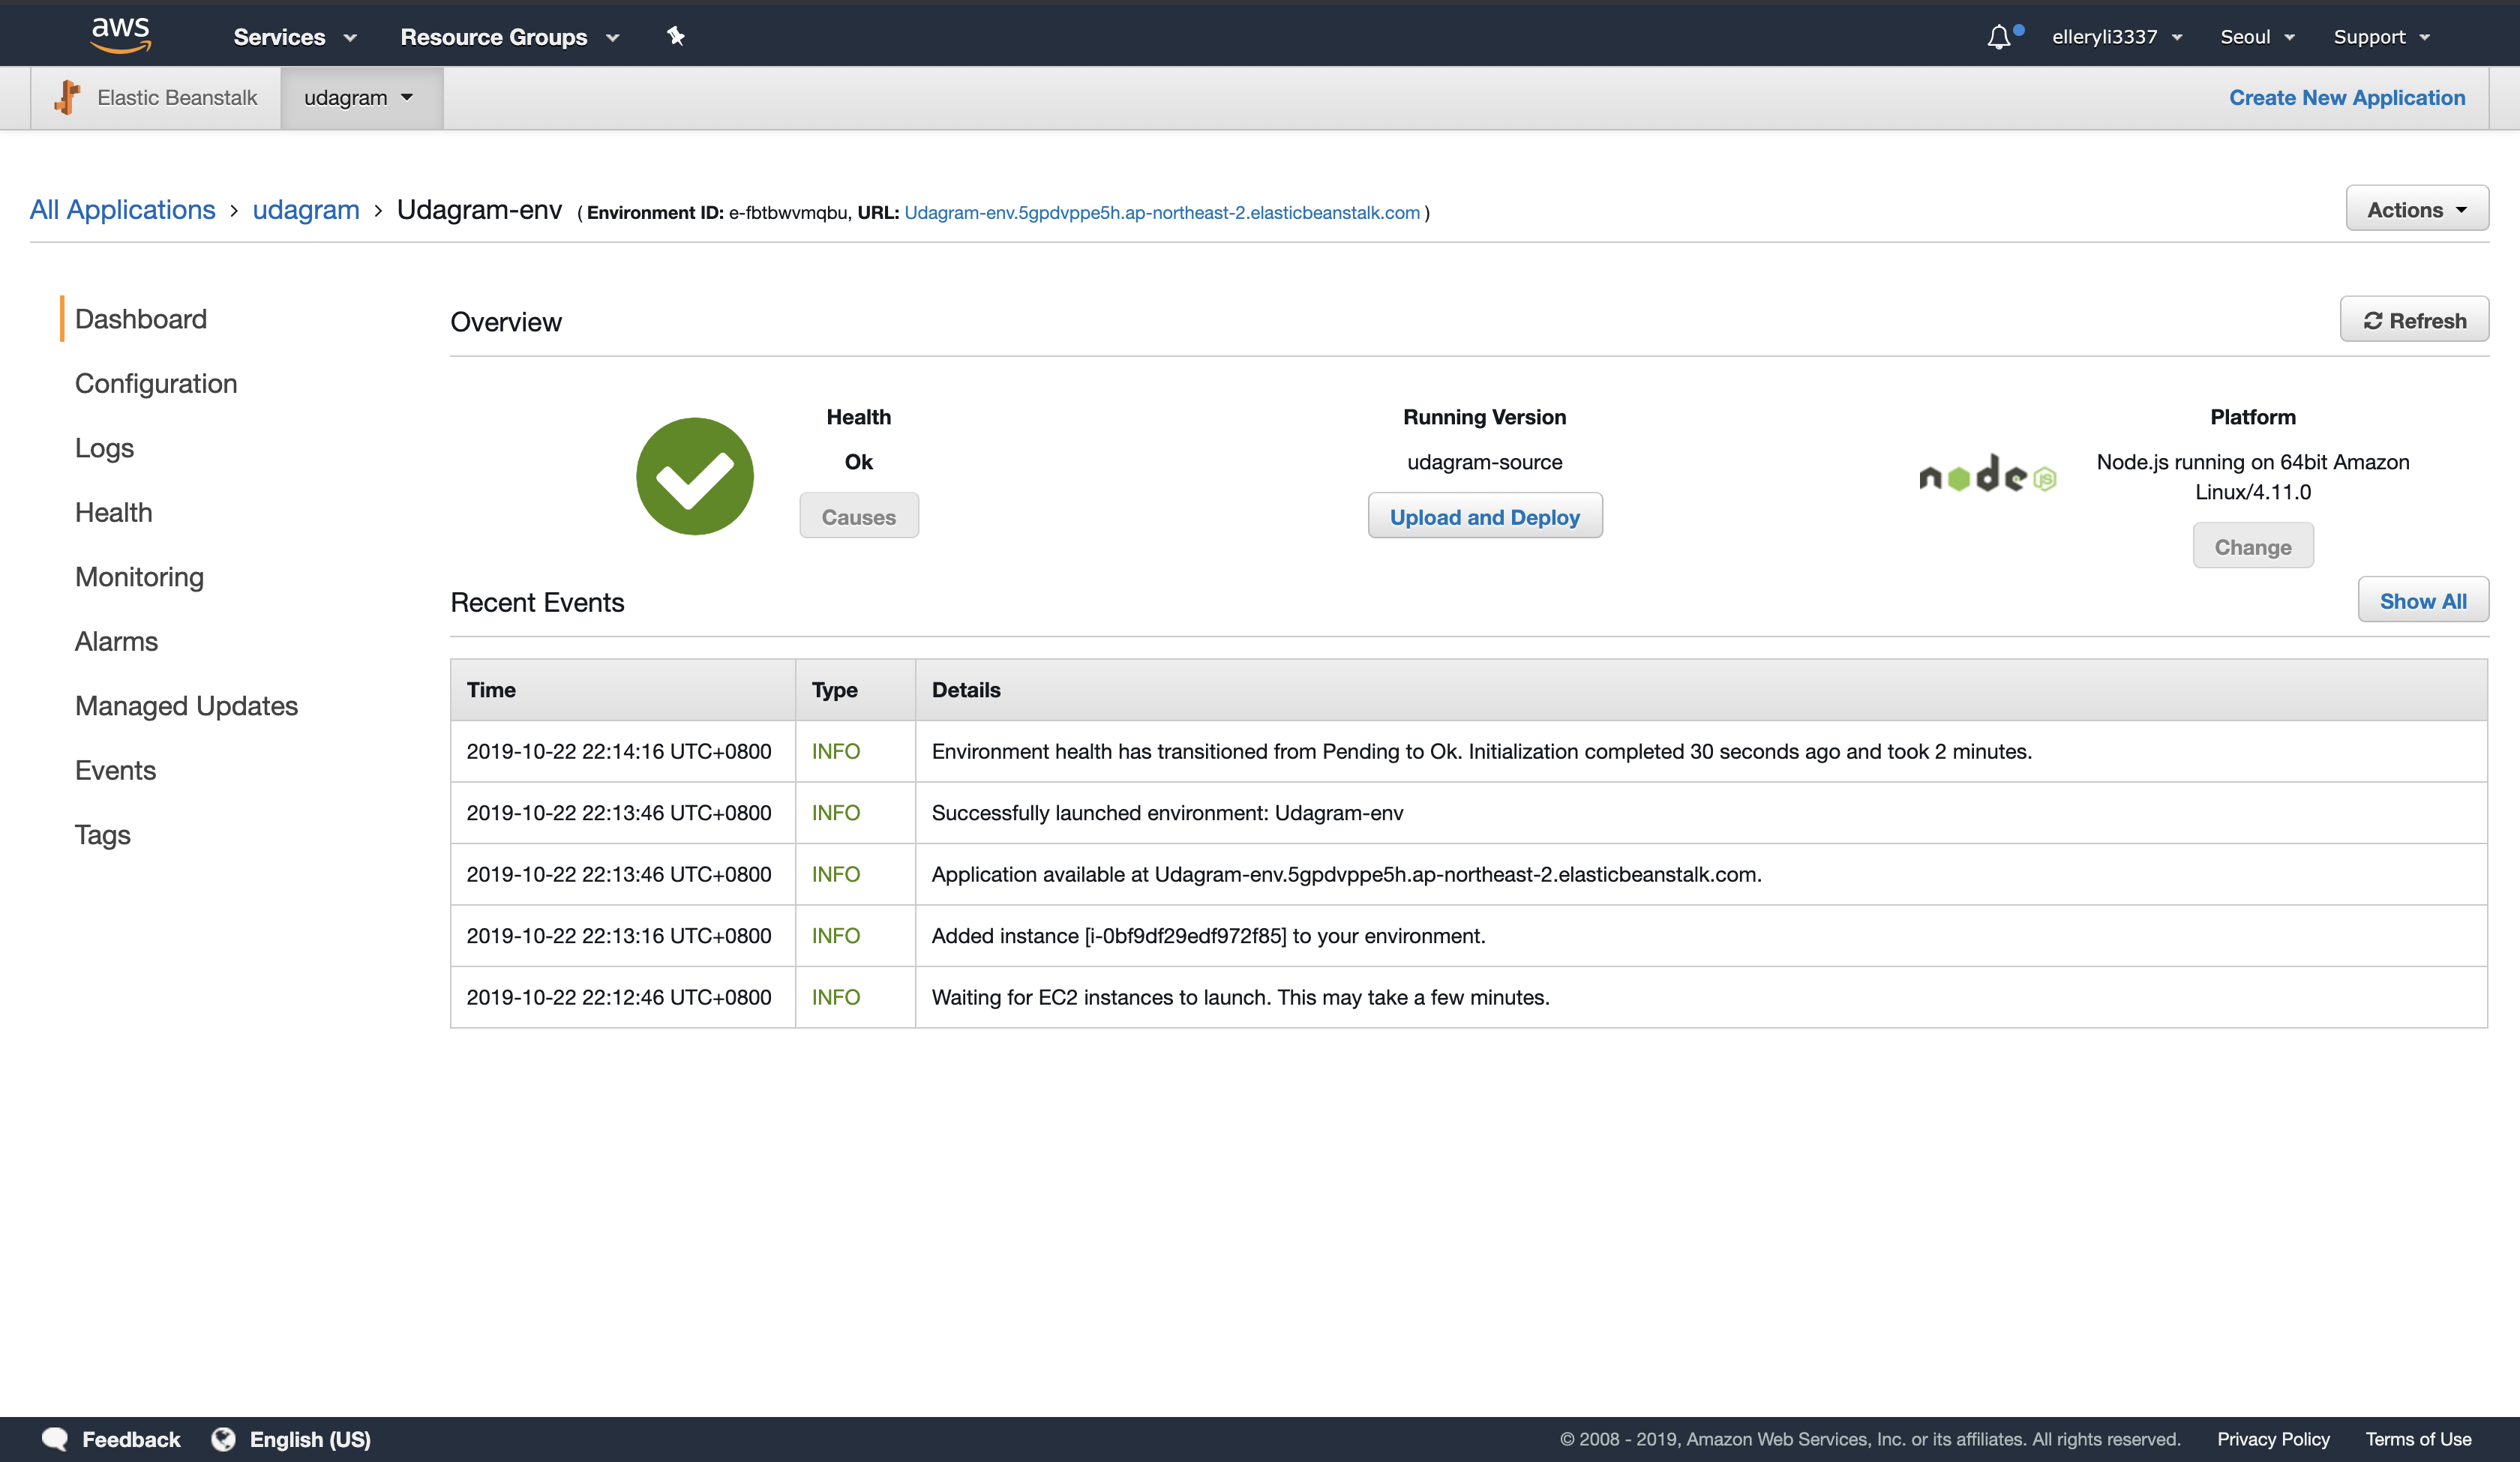 aws Services Resource Groups elleryli3337 Seoul Support
Elastic Beanstalk udagram Create New Application
All Applications > udagram > Udagram-env ( Environment ID: e-fbtbwvmqbu, URL: Udagram-env.5gpdvppe5h.ap-northeast-2.elasticbeanstalk.com )
Actions
Dashboard
Configuration
Logs
Health
Monitoring
Alarms
Managed Updates
Events
Tags
Overview
Refresh
Health
Ok
Causes
Running Version
udagram-source
Upload and Deploy
node JS
Platform
Node.js running on 64bit Amazon
Linux/4.11.0
Change
Recent Events
Show All
Time Type Details
2019-10-22 22:14:16 UTC+0800 INFO Environment health has transitioned from Pending to Ok. Initialization completed 30 seconds ago and took 2 minutes.
2019-10-22 22:13:46 UTC+0800 INFO Successfully launched environment: Udagram-env
2019-10-22 22:13:46 UTC+0800 INFO Application available at Udagram-env.5gpdvppe5h.ap-northeast-2.elasticbeanstalk.com.
2019-10-22 22:13:16 UTC+0800 INFO Added instance [i-0bf9df29edf972f85] to your environment.
2019-10-22 22:12:46 UTC+0800 INFO Waiting for EC2 instances to launch. This may take a few minutes.
Feedback English (US) © 2008 - 2019, Amazon Web Services, Inc. or its affiliates. All rights reserved. Privacy Policy Terms of Use